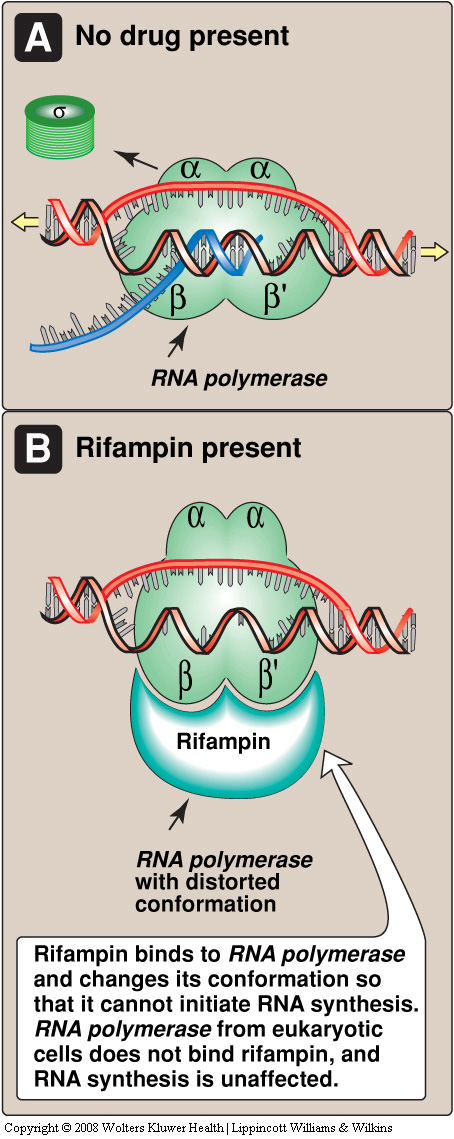 A No drug present
σ
α α
β β'
RNA polymerase
B Rifampin present
α α
β β'
Rifampin
RNA polymerase
with distorted
conformation
Rifampin binds to RNA polymerase
and changes its conformation so
that it cannot initiate RNA synthesis.
RNA polymerase from eukaryotic
cells does not bind rifampin, and
RNA synthesis is unaffected.
Copyright © 2008 Wolters Kluwer Health | Lippincott Williams & Wilkins